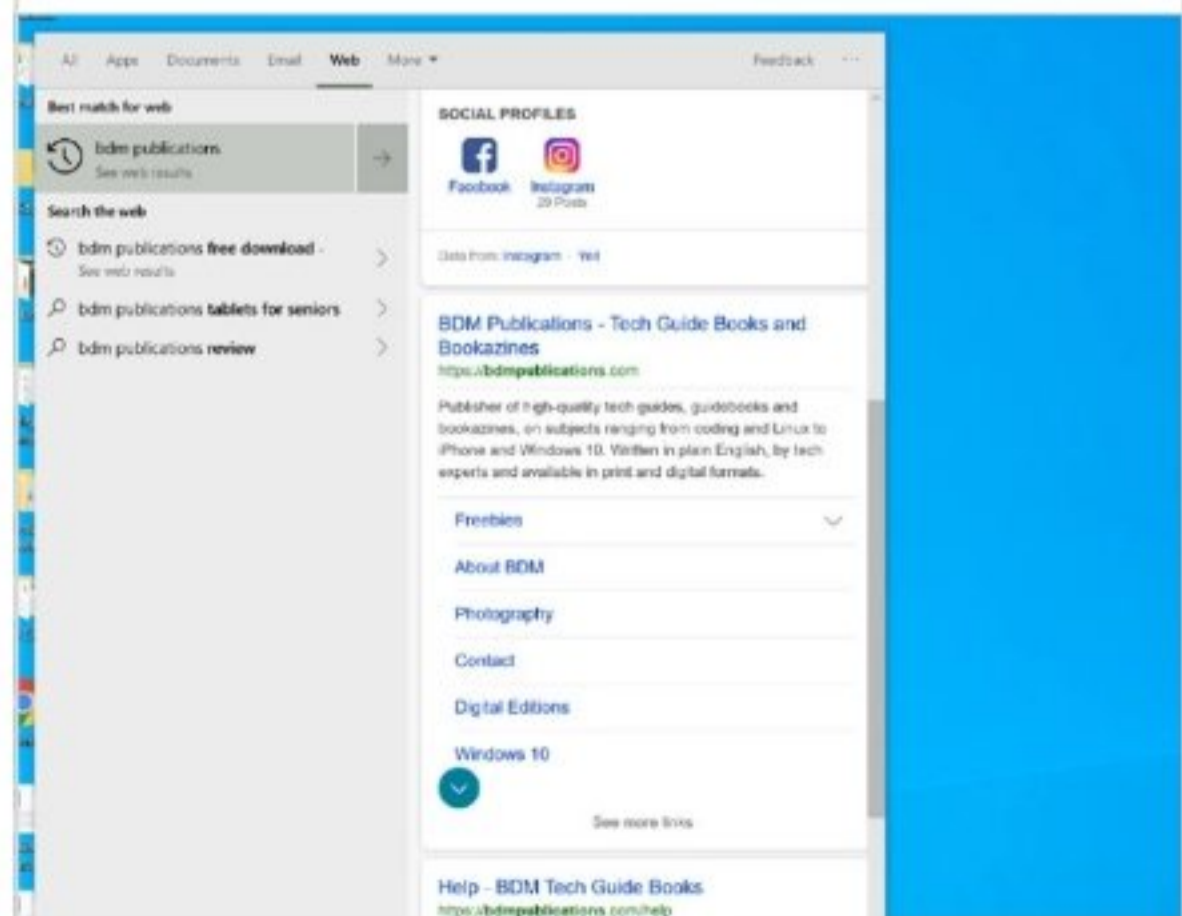 All Apps Documents Email Web More Feedback ...
Best match for web
bdm publications
See web results
Search the web
bdm publications free download -
See web results
bdm publications tablets for seniors
bdm publications review
SOCIAL PROFILES
Facebook Instagram
29 Posts
Data from: Instagram - Yell
BDM Publications - Tech Guide Books and
Bookazines
https://bdmpublications.com
Publisher of high-quality tech guides, guidebooks and
bookazines, on subjects ranging from coding and Linux to
iPhone and Windows 10. Written in plain English, by tech
experts and available in print and digital formats.
Freebies
About BDM
Photography
Contact
Digital Editions
Windows 10
See more links
Help - BDM Tech Guide Books
https://bdmpublications.com/help